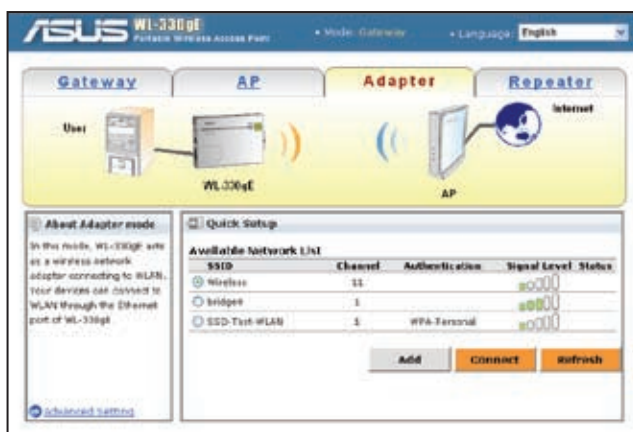 ASUS WL-330gE
Portable Wireless Access Point
• Mode: Gateway
• Language: English
Gateway
AP
Adapter
Repeater
User
WL-330gE
AP
Internet
About Adapter mode
In this mode, WL-330gE acts
as a wireless network
adapter connecting to WLAN.
Your devices can connect to
WLAN through the Ethernet
port of WL-330gE
Advanced Setting
Quick Setup
Available Network List
SSID Channel Authentication Signal Level Status
Wireless 11
bridge# 1
SSD-Test-WLAN 1 WPA-Personal
Add Connect Refresh